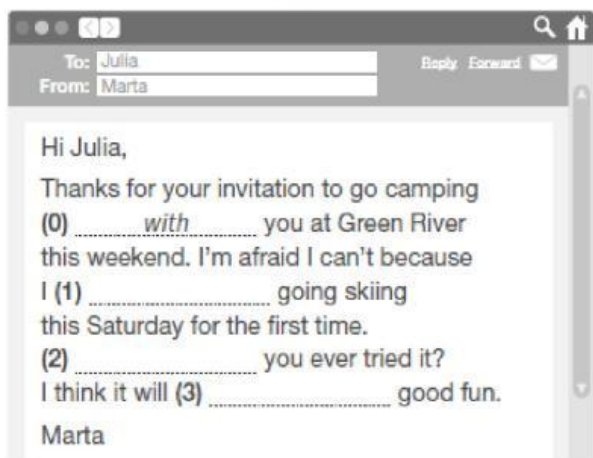 To: Julia
Reply Forward
From: Marta
Hi Julia,
Thanks for your invitation to go camping
(0) with you at Green River
this weekend. I'm afraid I can't because
I (1) going skiing
this Saturday for the first time.
(2) you ever tried it?
I think it will (3) good fun.
Marta